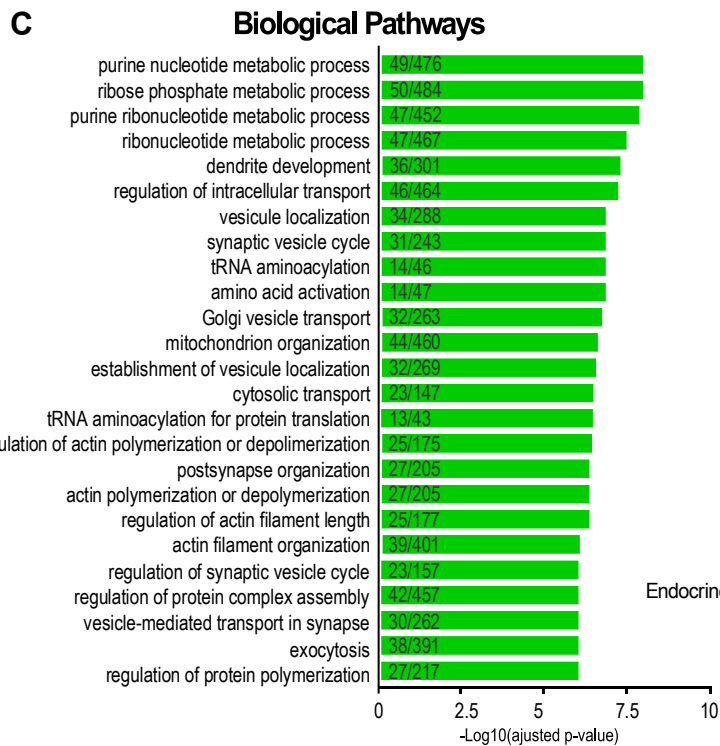 C
Biological Pathways
purine nucleotide metabolic process 49/476
ribose phosphate metabolic process 50/484
purine ribonucleotide metabolic process 47/452
ribonucleotide metabolic process 47/467
dendrite development 36/301
regulation of intracellular transport 46/464
vesicule localization 34/288
synaptic vesicle cycle 31/243
tRNA aminoacylation 14/46
amino acid activation 14/47
Golgi vesicle transport 32/263
mitochondrion organization 44/460
establishment of vesicule localization 32/269
cytosolic transport 23/147
tRNA aminoacylation for protein translation 13/43
ulation of actin polymerization or depolimerization 25/175
postsynapse organization 27/205
actin polymerization or depolymerization 27/205
regulation of actin filament length 25/177
actin filament organization 39/401
regulation of synaptic vesicle cycle 23/157
Endocrine
regulation of protein complex assembly 42/457
vesicle-mediated transport in synapse 30/262
exocytosis 38/391
regulation of protein polymerization 27/217
0 2.5 5 7.5 10
-Log10(ajusted p-value)